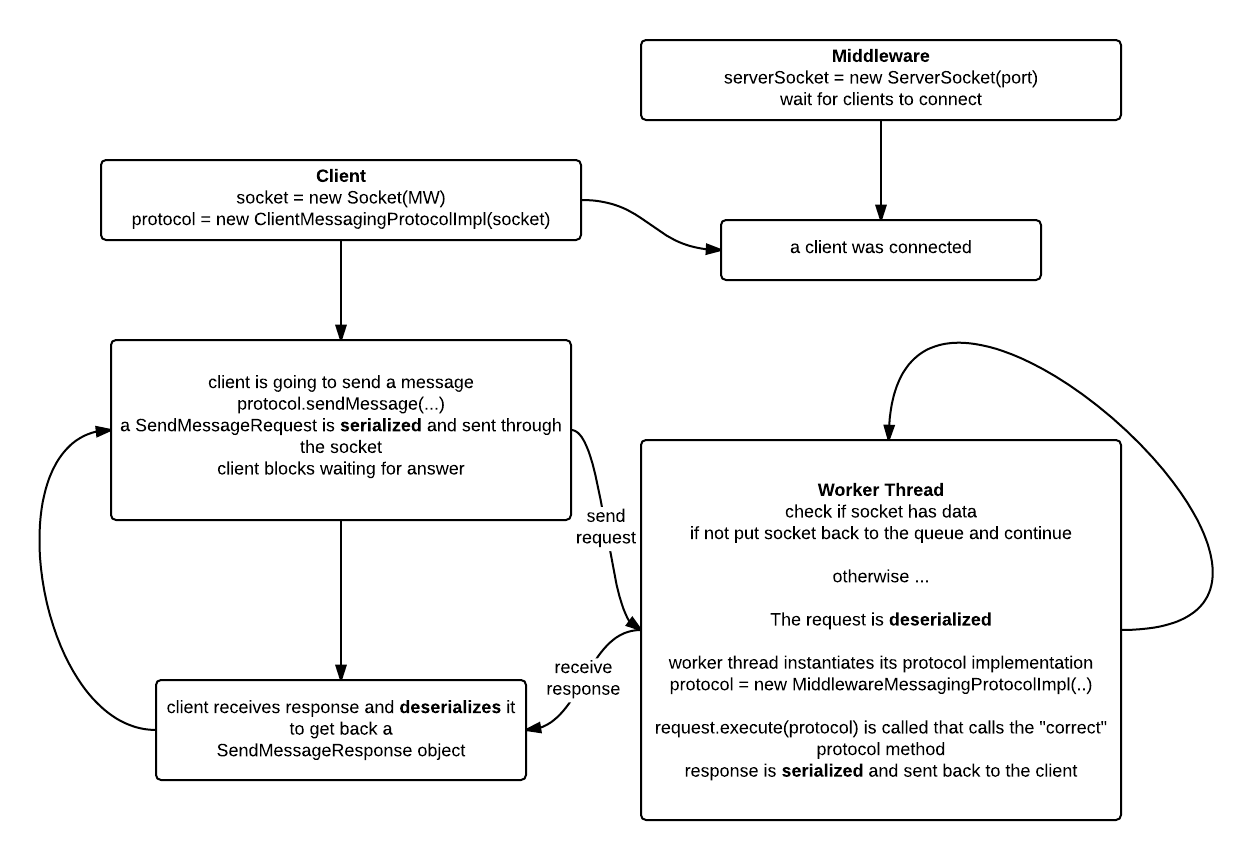 Middleware
serverSocket = new ServerSocket(port)
wait for clients to connect
Client
socket = new Socket(MW)
protocol = new ClientMessagingProtocolImpl(socket)
a client was connected
client is going to send a message
protocol.sendMessage(...)
a SendMessageRequest is serialized and sent through
the socket
client blocks waiting for answer
send
request
Worker Thread
check if socket has data
if not put socket back to the queue and continue
otherwise ...
The request is deserialized
worker thread instantiates its protocol implementation
protocol = new MiddlewareMessagingProtocolImpl(..)
request.execute(protocol) is called that calls the "correct"
protocol method
response is serialized and sent back to the client
receive
response
client receives response and deserializes it
to get back a
SendMessageResponse object